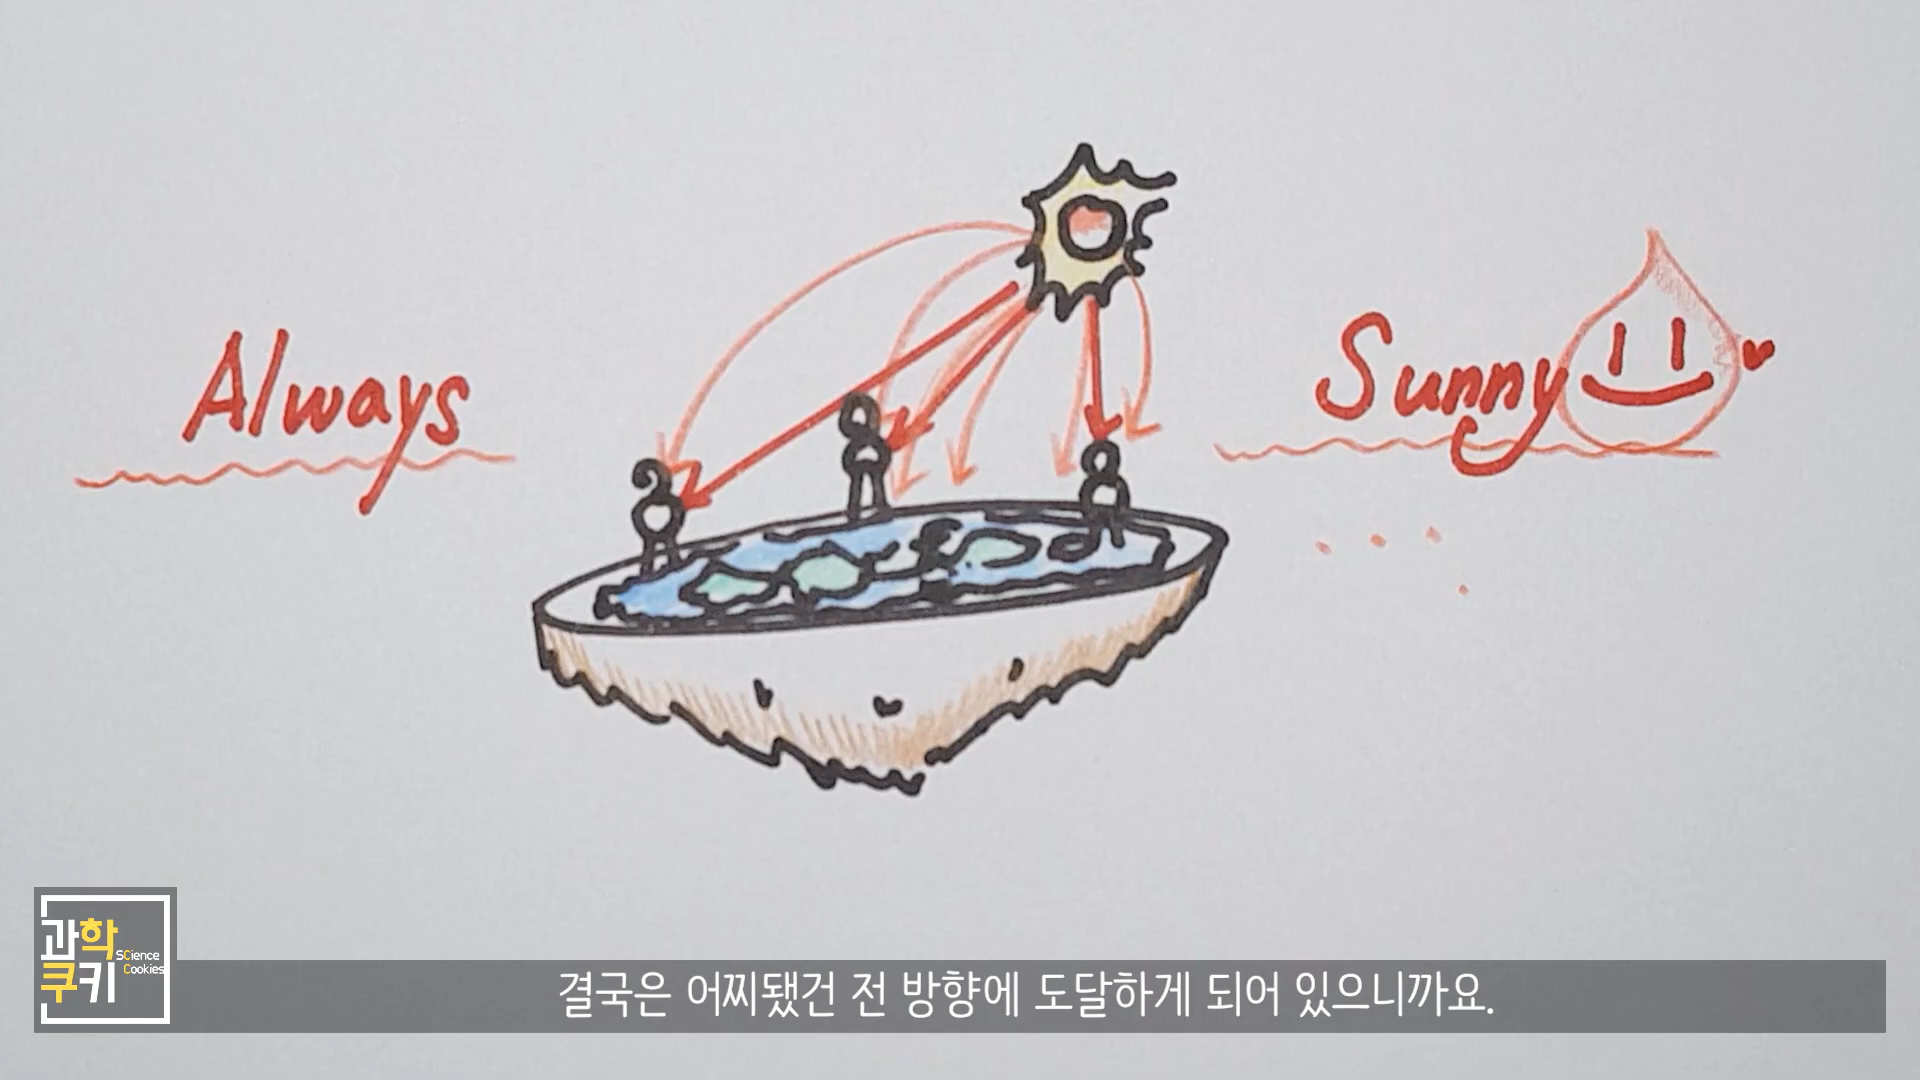 Always
Sunny
과학
쿠키
SCience
Cookies
결국은 어찌됐건 전 방향에 도달하게 되어 있으니까요.